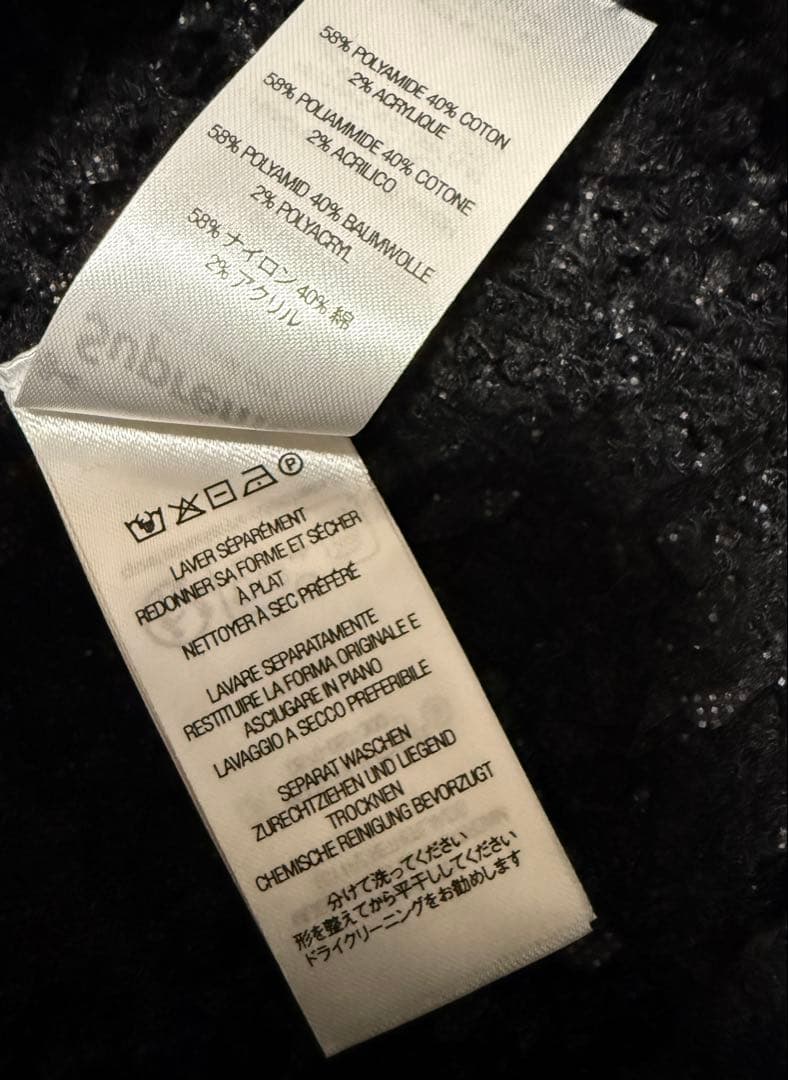 58% POLYAMIDE 40% COTON
2% ACRYLIQUE
58% POLIAMMIDE 40% COTONE
2% ACRILICO
58% POLYAMID 40% BAUMWOLLE
2% POLYACRYL
58% ナイロン 40% 綿
2% アクリル
P
LAVER SÉPARÉMENT
REDONNER SA FORME ET SÉCHER
À PLAT
NETTOYER À SEC PRÉFÉRÉ
LAVARE SEPARATAMENTE
RESTITUIRE LA FORMA ORIGINALE E
ASCIUGARE IN PIANO
LAVAGGIO A SECCO PREFERIBILE
SEPARAT WASCHEN
ZURECHTZIEHEN UND LIEGEND
TROCKNEN
CHEMISCHE REINIGUNG BEVORZUGT
分けて洗ってください
形を整えてから平干ししてください
ドライクリーニングをお勧めします